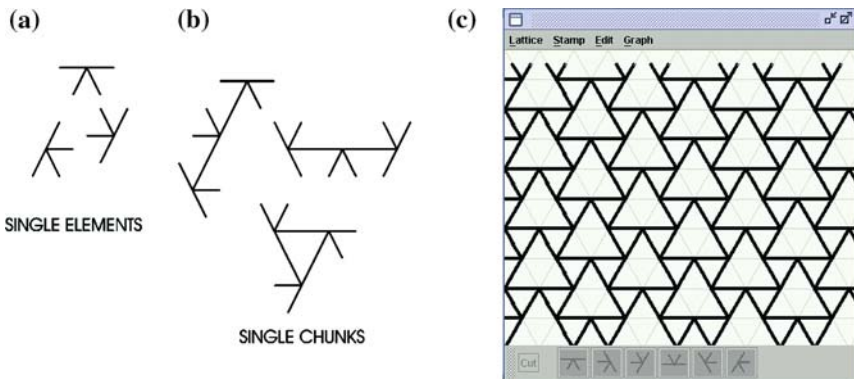 (a)
(b)
(c)
Lattice Stamp Edit Graph
SINGLE ELEMENTS
SINGLE CHUNKS
Cut